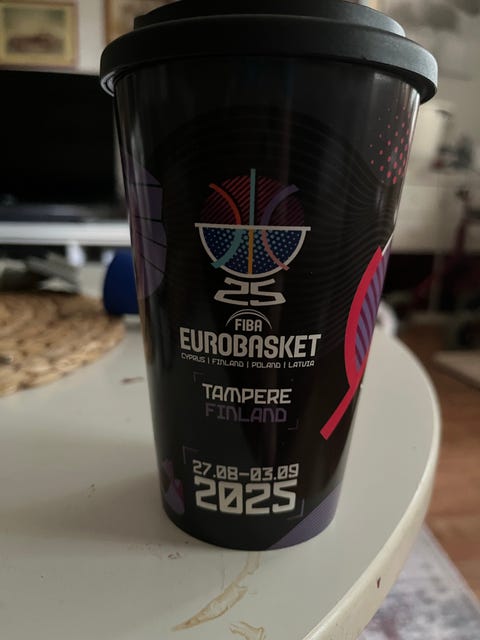 25
FIBA
EUROBASKET
CYPRUS | FINLAND | POLAND | LATVIA
TAMPERE
FINLAND
27.08-03.09
2025